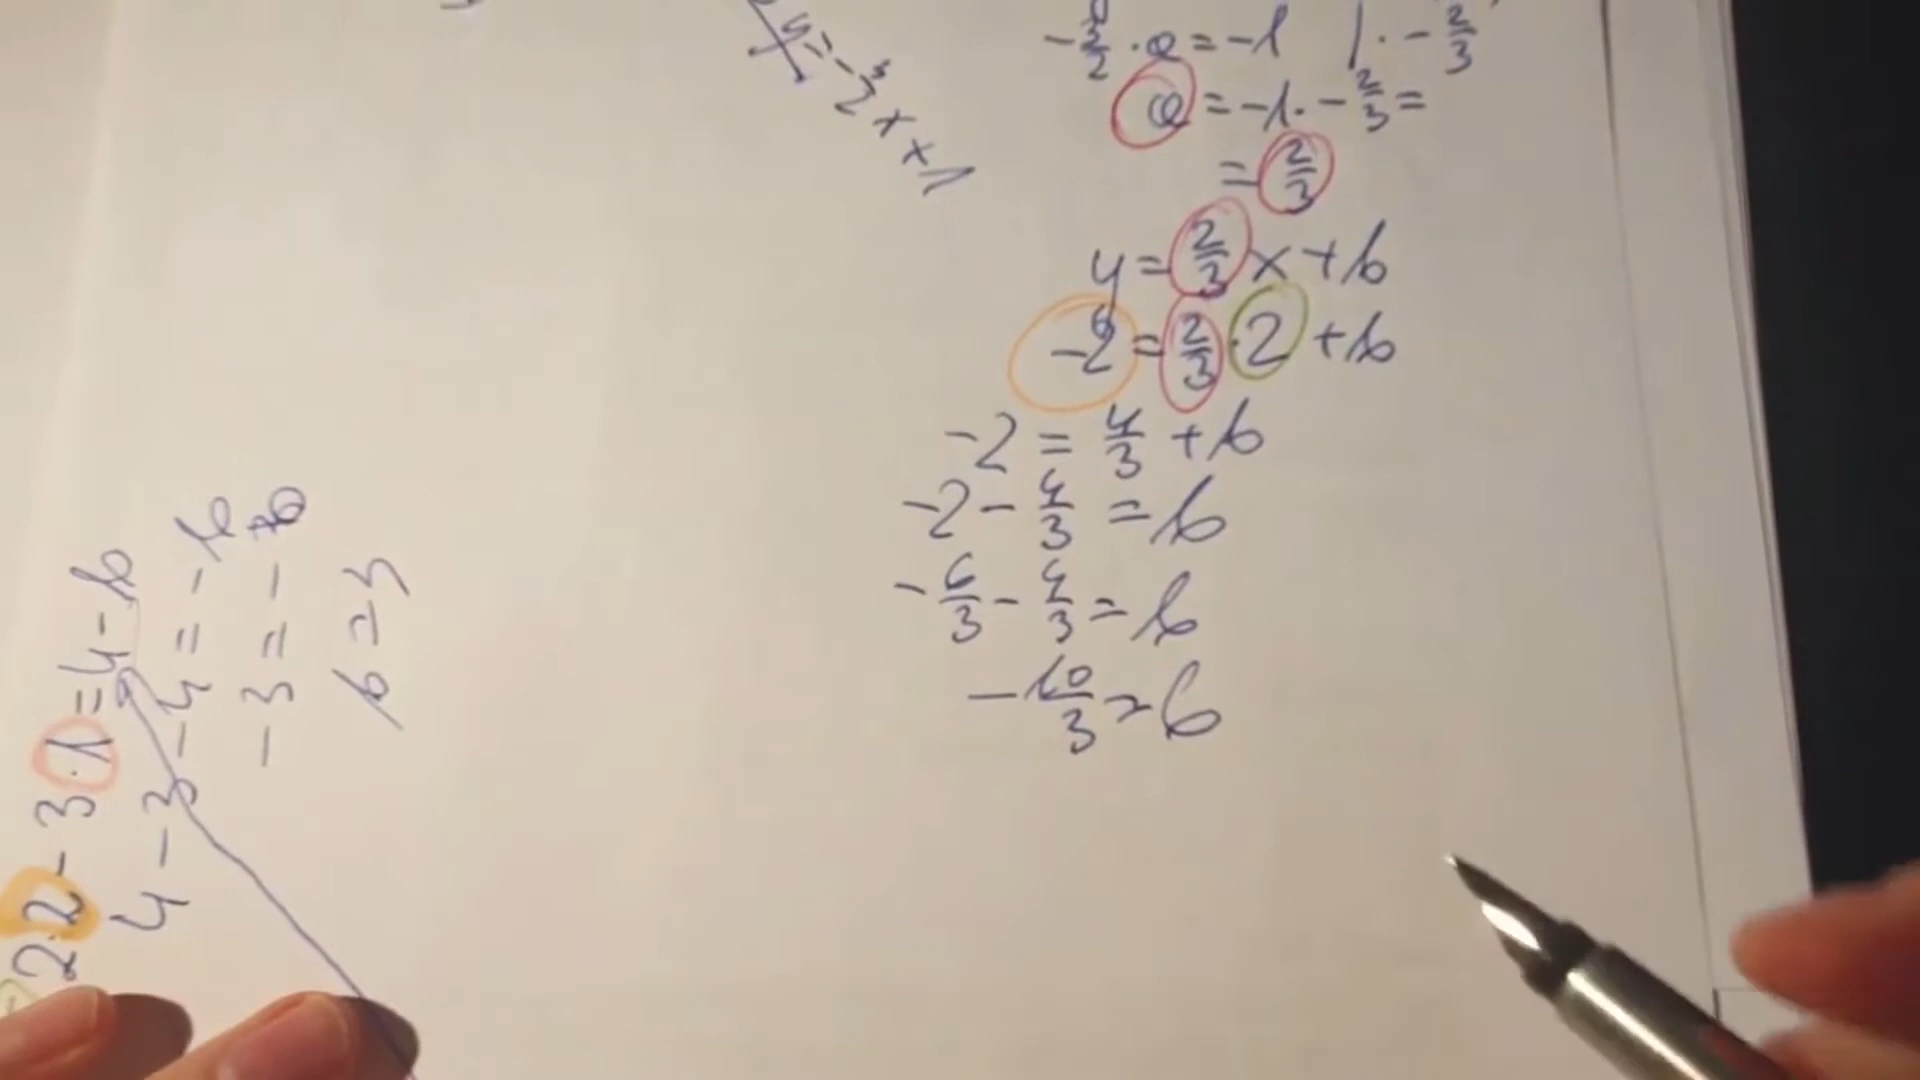 -3/2 · a = -1 | · - 2/3
a = -1 · - 2/3 =
= 2/3
y = 2/3 x + b
-2 = 2/3 · 2 + b
-2 = 4/3 + b
-2 - 4/3 = b
-6/3 - 4/3 = b
-10/3 = b
y = -3/2 x + 1
2·2 - 3·1 = 4 - b
4 - 3 - 4 = - b
- 3 = - b
b = 3